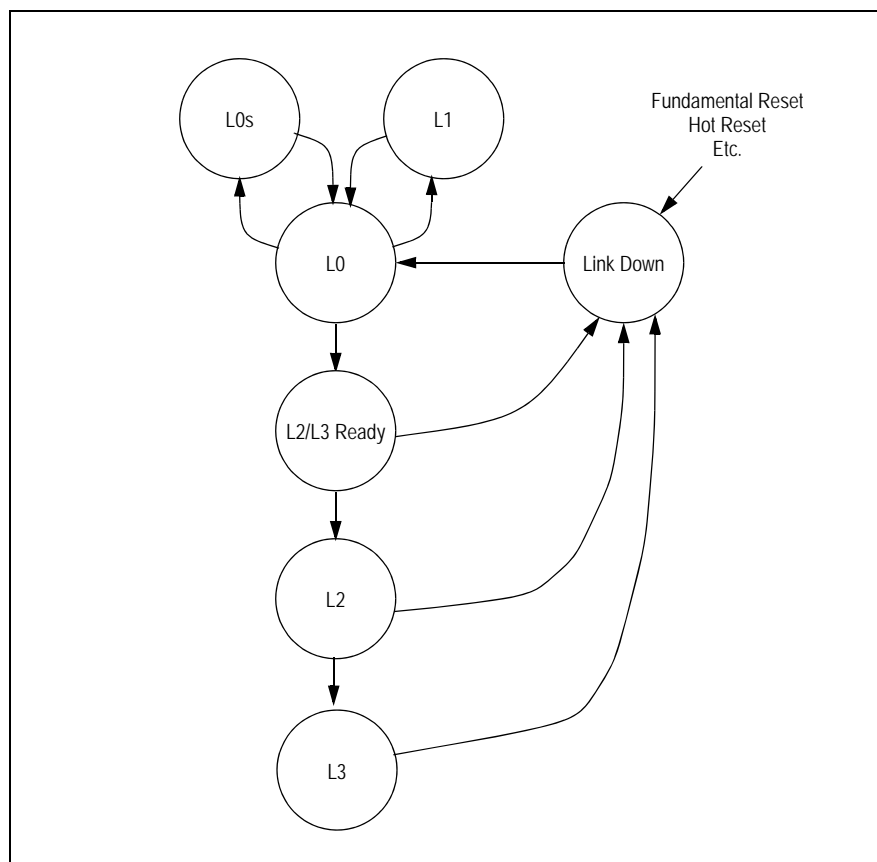 L0s
L1
Fundamental Reset
Hot Reset
Etc.
L0
Link Down
L2/L3 Ready
L2
L3